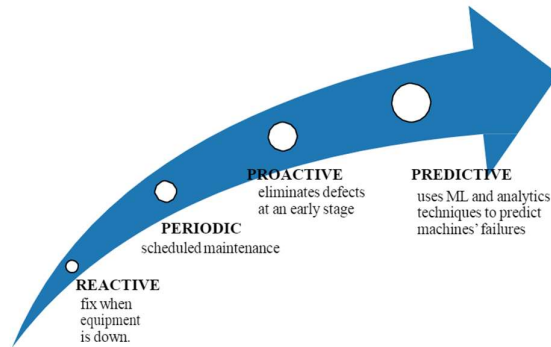 PROACTIVE
eliminates defects
at an early stage
PREDICTIVE
uses ML and analytics
techniques to predict
machines' failures
PERIODIC
scheduled maintenance
REACTIVE
fix when
equipment
is down.